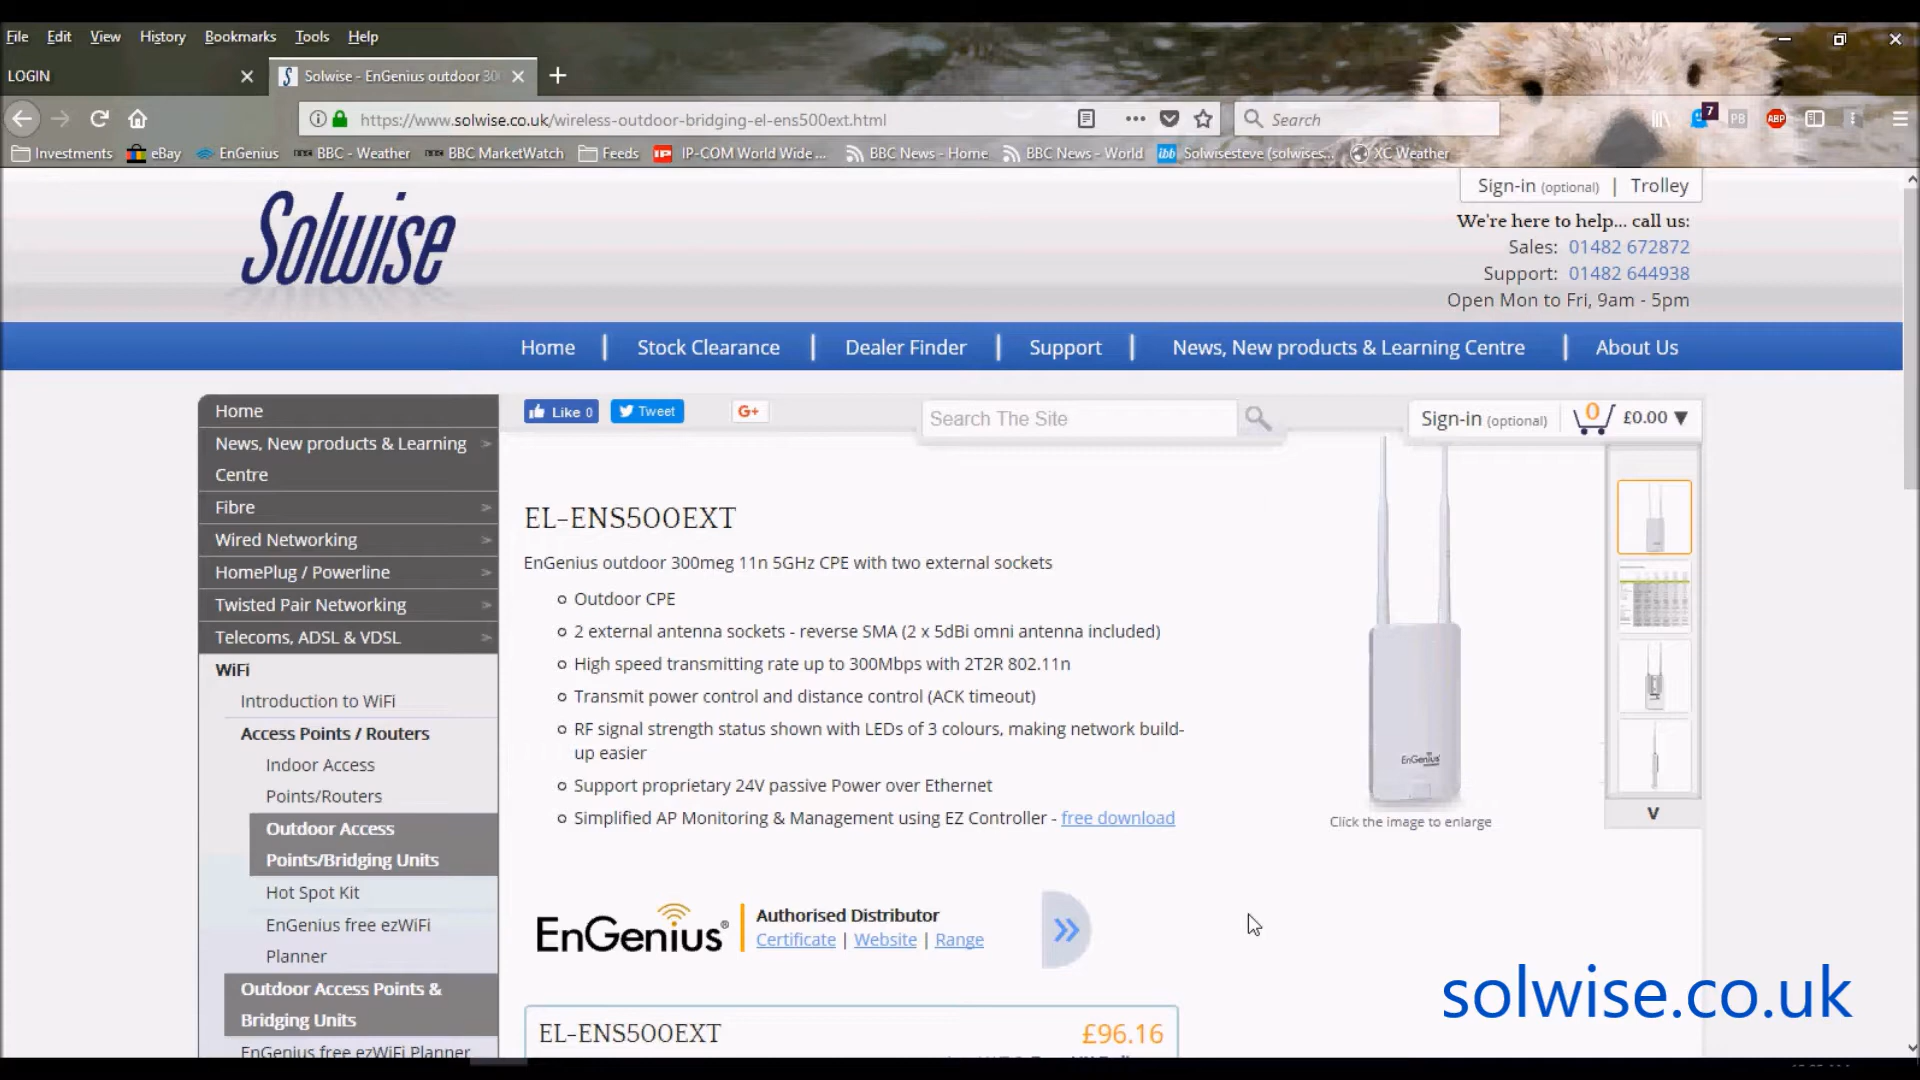 File Edit View History Bookmarks Tools Help
LOGIN
Solwise - EnGenius outdoor 30
https://www.solwise.co.uk/wireless-outdoor-bridging-el-ens500ext.html
Search
7
PB
ABP
Investments eBay EnGenius BBC - Weather BBC MarketWatch Feeds IP-COM World Wide ... BBC News - Home BBC News - World ibb Solwisesteve (solwises... XC Weather
Solwise
Sign-in (optional) | Trolley
We're here to help... call us:
Sales: 01482 672872
Support: 01482 644938
Open Mon to Fri, 9am - 5pm
Home | Stock Clearance | Dealer Finder | Support | News, New products & Learning Centre | About Us
Home
News, New products & Learning
Centre
Fibre
Wired Networking
HomePlug / Powerline
Twisted Pair Networking
Telecoms, ADSL & VDSL
WiFi
Introduction to WiFi
Access Points / Routers
Indoor Access
Points/Routers
Outdoor Access
Points/Bridging Units
Hot Spot Kit
EnGenius free ezWiFi
Planner
Outdoor Access Points &
Bridging Units
EnGenius free ezWiFi Planner
Like 0 Tweet G+
Search The Site
Sign-in (optional) 0 £0.00 ▼
EL-ENS500EXT
EnGenius outdoor 300meg 11n 5GHz CPE with two external sockets
Outdoor CPE
2 external antenna sockets - reverse SMA (2 x 5dBi omni antenna included)
High speed transmitting rate up to 300Mbps with 2T2R 802.11n
Transmit power control and distance control (ACK timeout)
RF signal strength status shown with LEDs of 3 colours, making network build-
up easier
Support proprietary 24V passive Power over Ethernet
Simplified AP Monitoring & Management using EZ Controller - free download
EnGenius
Click the image to enlarge
V
EnGenius®
Authorised Distributor
Certificate | Website | Range
»
EL-ENS500EXT £96.16
solwise.co.uk